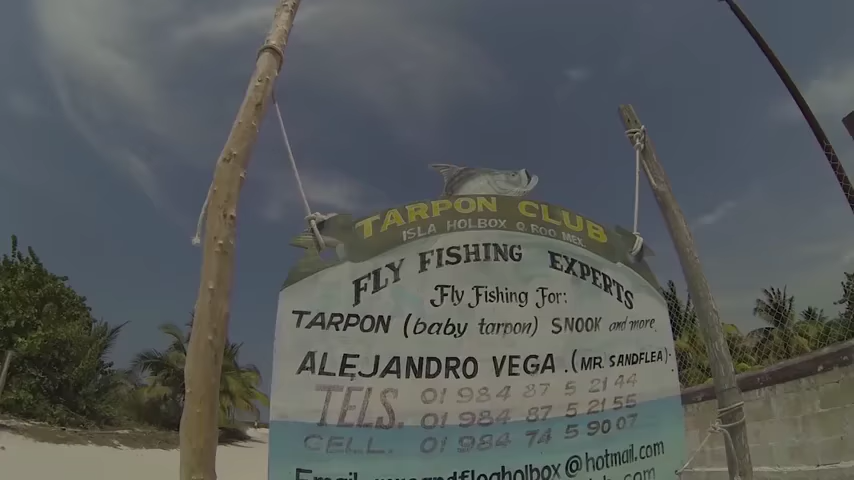 TARPON CLUB
ISLA HOLBOX Q.ROO MEX.
FLY FISHING EXPERTS
Fly Fishing For:
TARPON (baby tarpon) SNOOK and more
ALEJANDRO VEGA.(MR. SANDFLEA).
TELS. 01 984 87 5 21 44
01 984 87 5 21 55
CELL. 01 984 74 5 90 07
Email @hotmail.com
.com